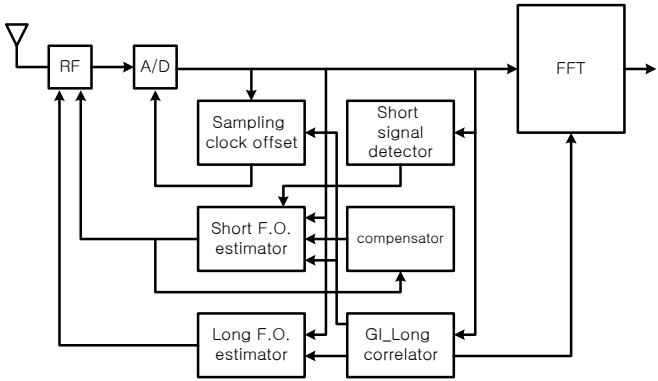 RF
A/D
FFT
Sampling
clock offset
Short
signal
detector
Short F.O.
estimator
compensator
Long F.O.
estimator
GI_Long
correlator